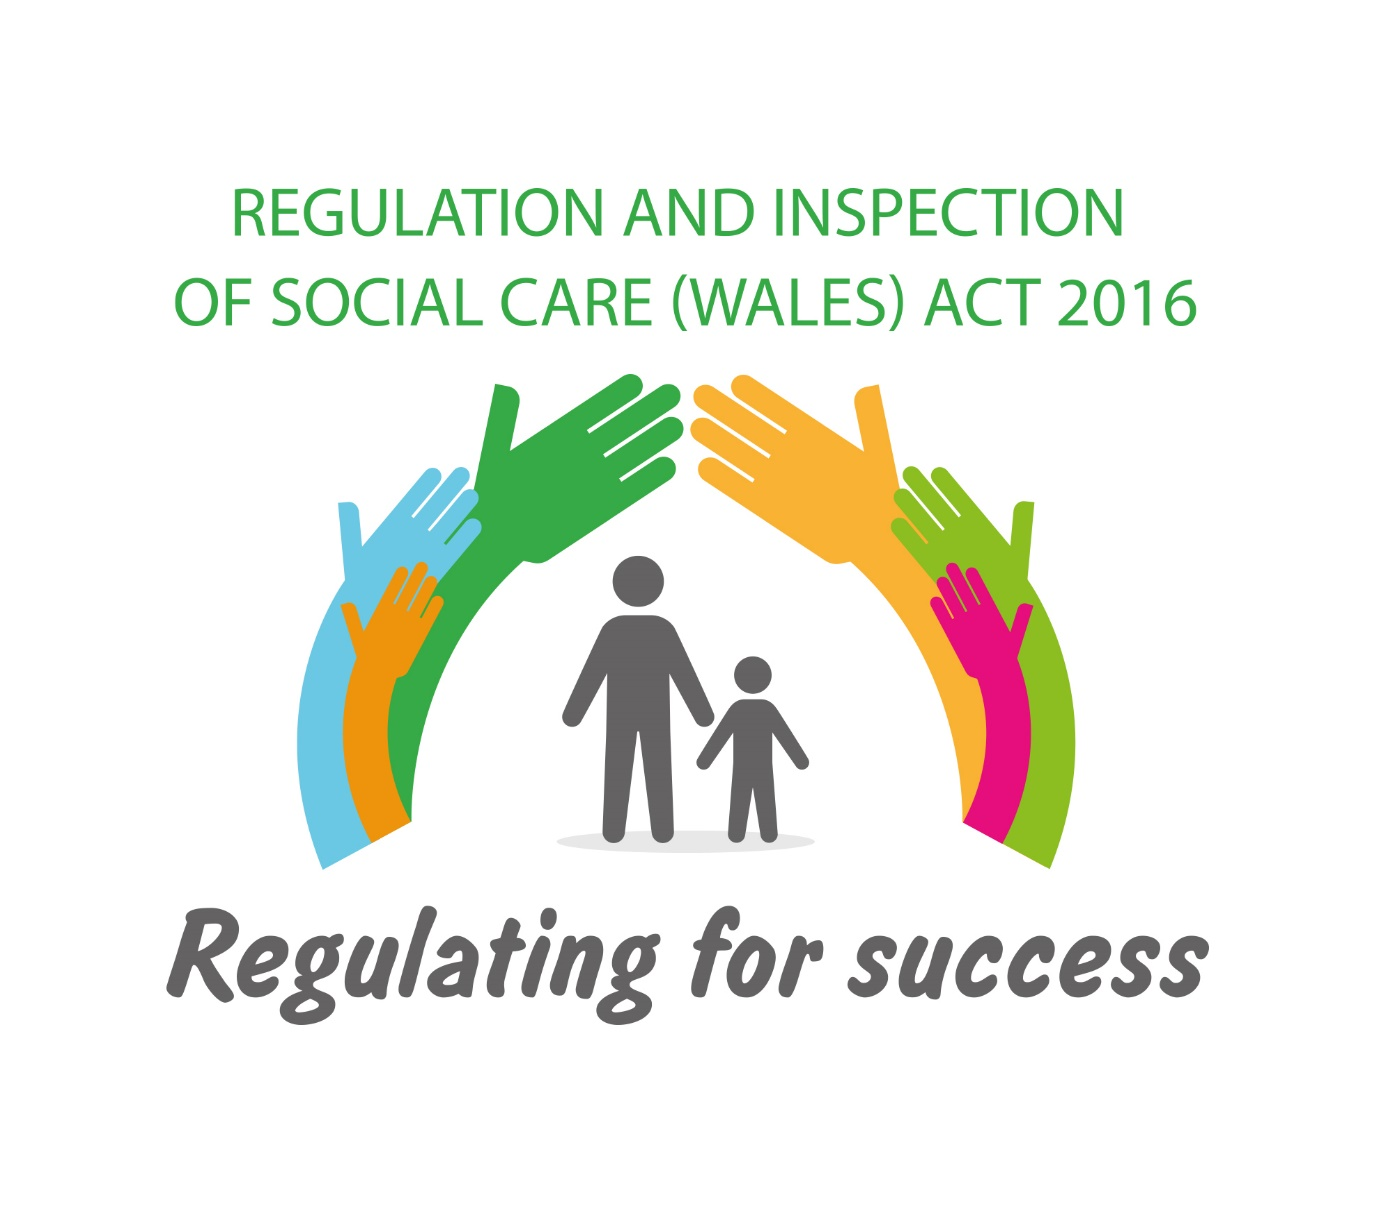 REGULATION AND INSPECTION
OF SOCIAL CARE (WALES) ACT 2016
Regulating for success